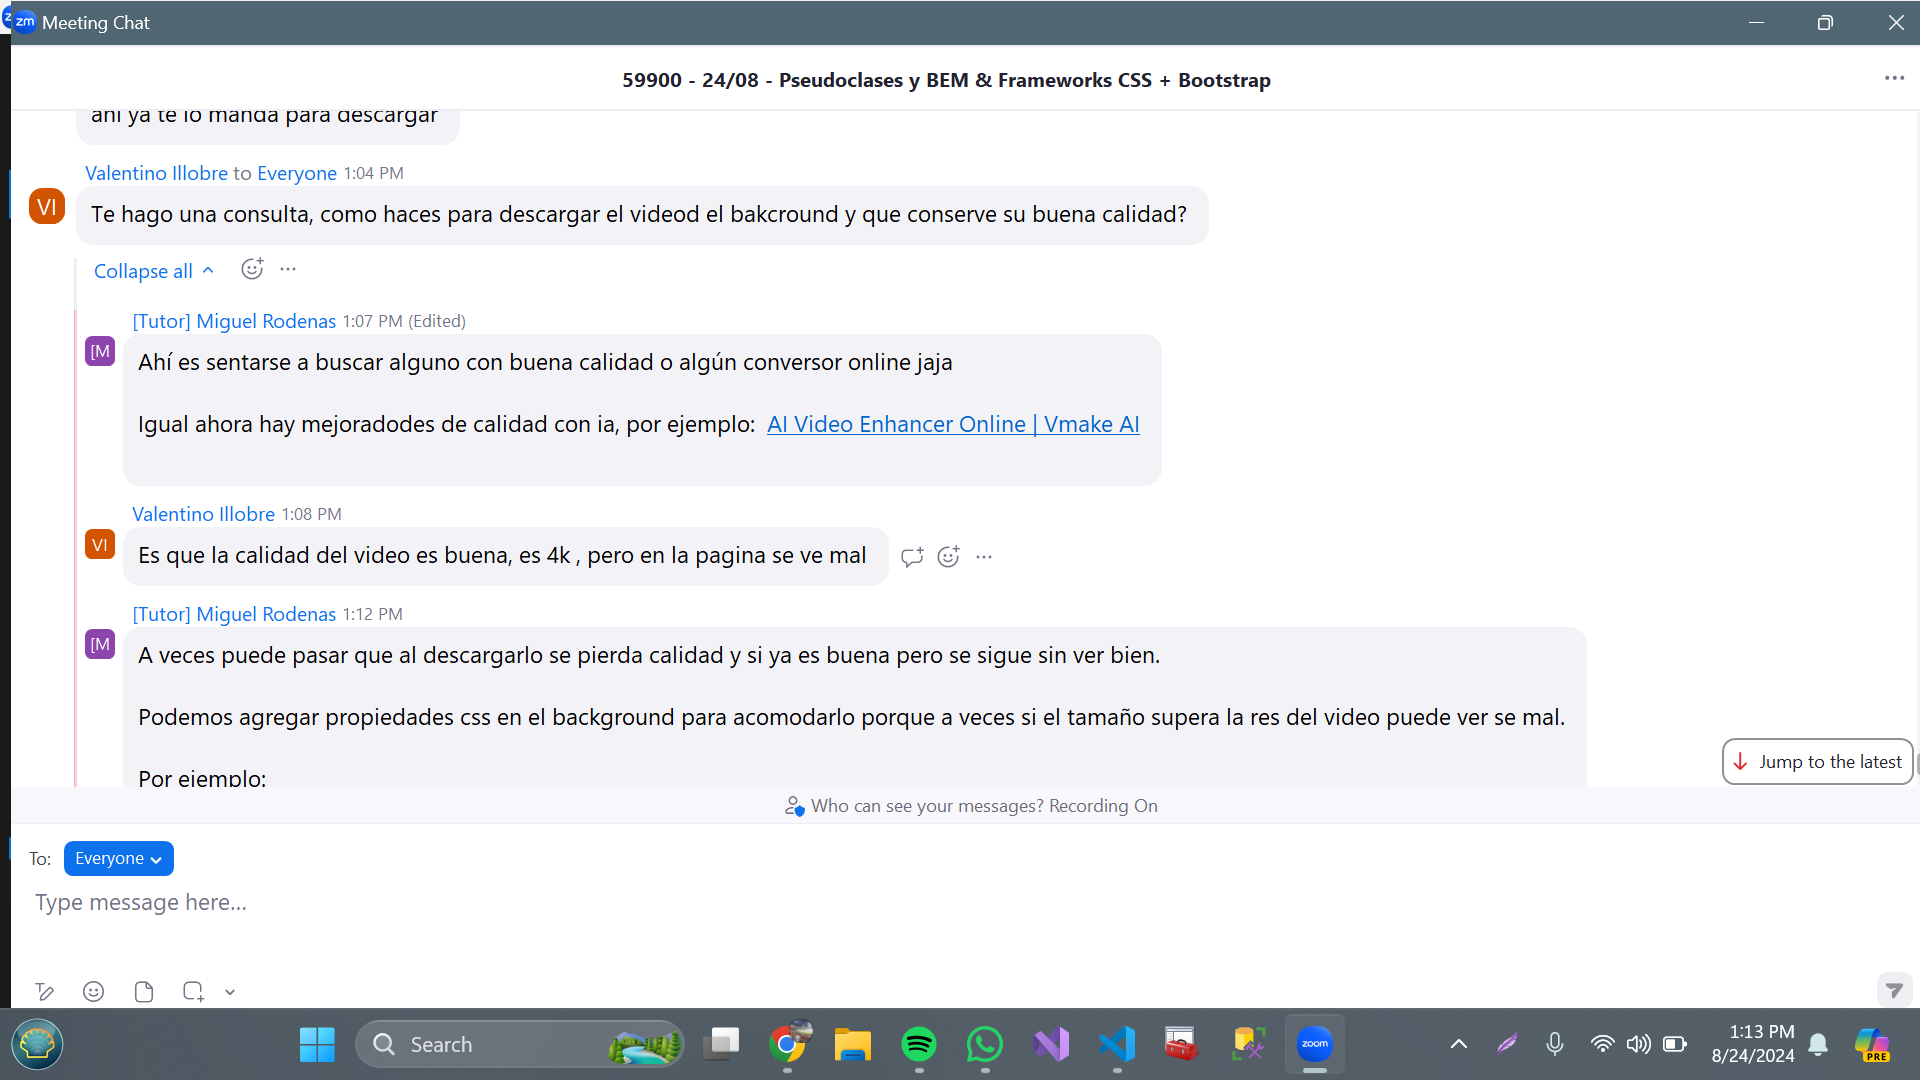 zm Meeting Chat
59900 - 24/08 - Pseudoclases y BEM & Frameworks CSS + Bootstrap
ahi ya te lo manda para descargar
Valentino Illobre to Everyone 1:04 PM
VI
Te hago una consulta, como haces para descargar el videod el bakcround y que conserve su buena calidad?
Collapse all
[Tutor] Miguel Rodenas 1:07 PM (Edited)
[M
Ahí es sentarse a buscar alguno con buena calidad o algún conversor online jaja
Igual ahora hay mejoradodes de calidad con ia, por ejemplo: AI Video Enhancer Online | Vmake AI
Valentino Illobre 1:08 PM
VI
Es que la calidad del video es buena, es 4k , pero en la pagina se ve mal
[Tutor] Miguel Rodenas 1:12 PM
[M
A veces puede pasar que al descargarlo se pierda calidad y si ya es buena pero se sigue sin ver bien.
Podemos agregar propiedades css en el background para acomodarlo porque a veces si el tamaño supera la res del video puede ver se mal.
Por ejemplo:
Jump to the latest
Who can see your messages? Recording On
To: Everyone
Type message here...
Search
zoom
1:13 PM
8/24/2024
PRE